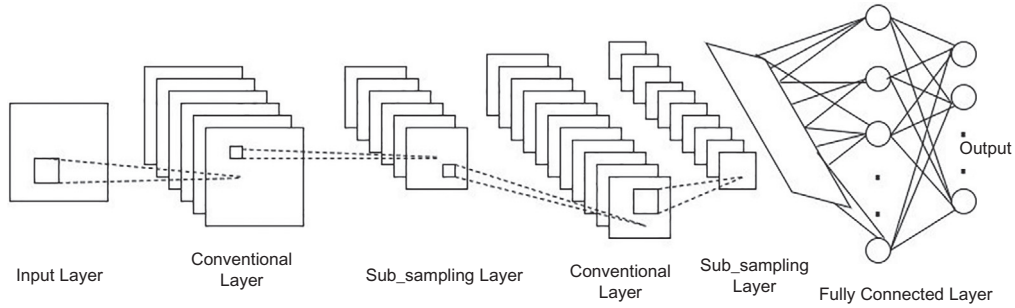 Output
Input Layer
Conventional
Layer
Sub_sampling Layer
Conventional
Layer
Sub_sampling
Layer
Fully Connected Layer